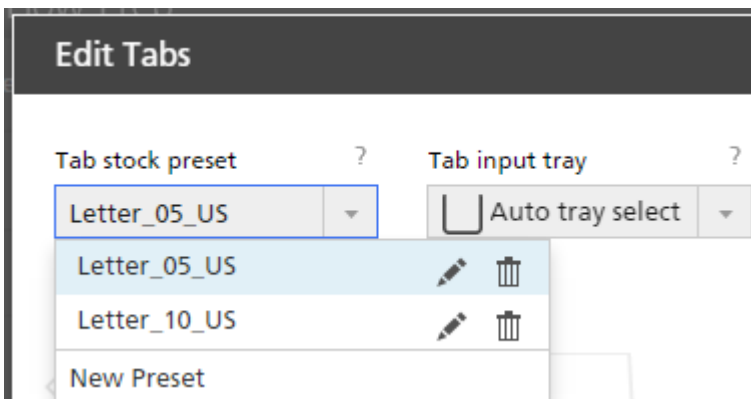 Edit Tabs
Tab stock preset ? Tab input tray ?
Letter_05_US Auto tray select
Letter_05_US
Letter_10_US
New Preset